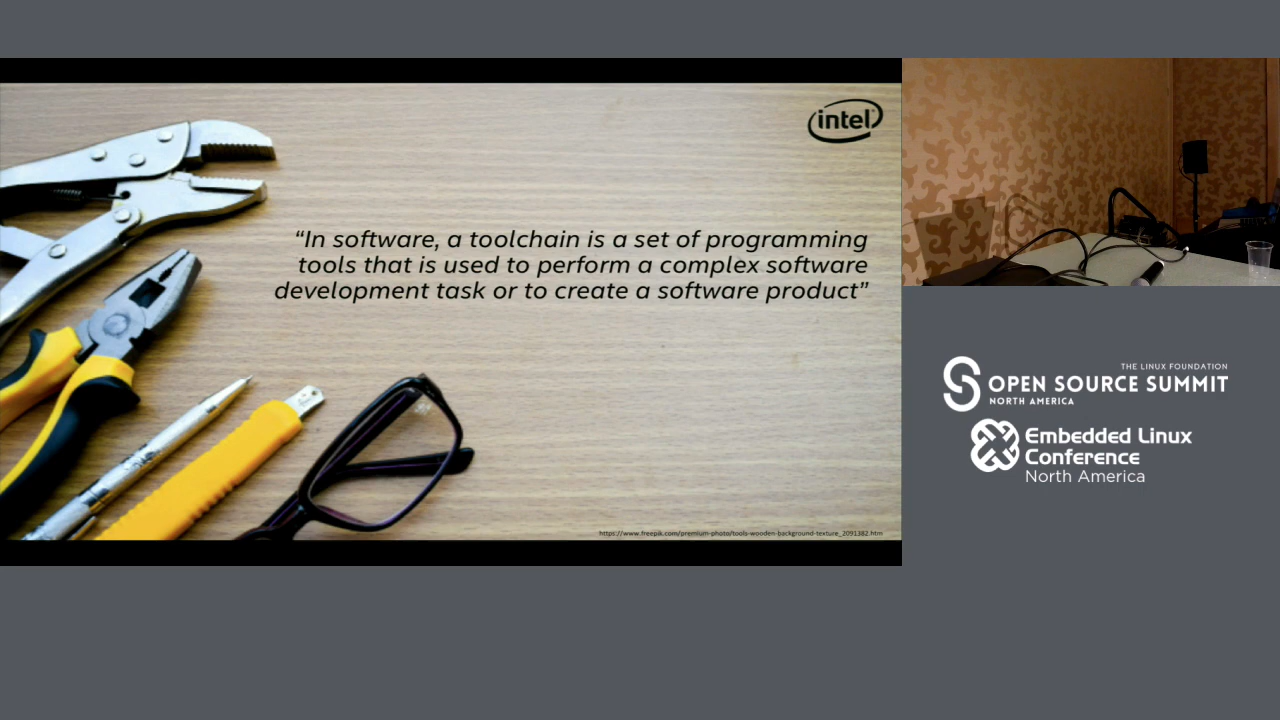 intel
“In software, a toolchain is a set of programming
tools that is used to perform a complex software
development task or to create a software product”
https://www.freepik.com/premium-photo/tools-wooden-background-texture_2091382.htm
THE LINUX FOUNDATION
OPEN SOURCE SUMMIT
NORTH AMERICA
Embedded Linux
Conference
North America